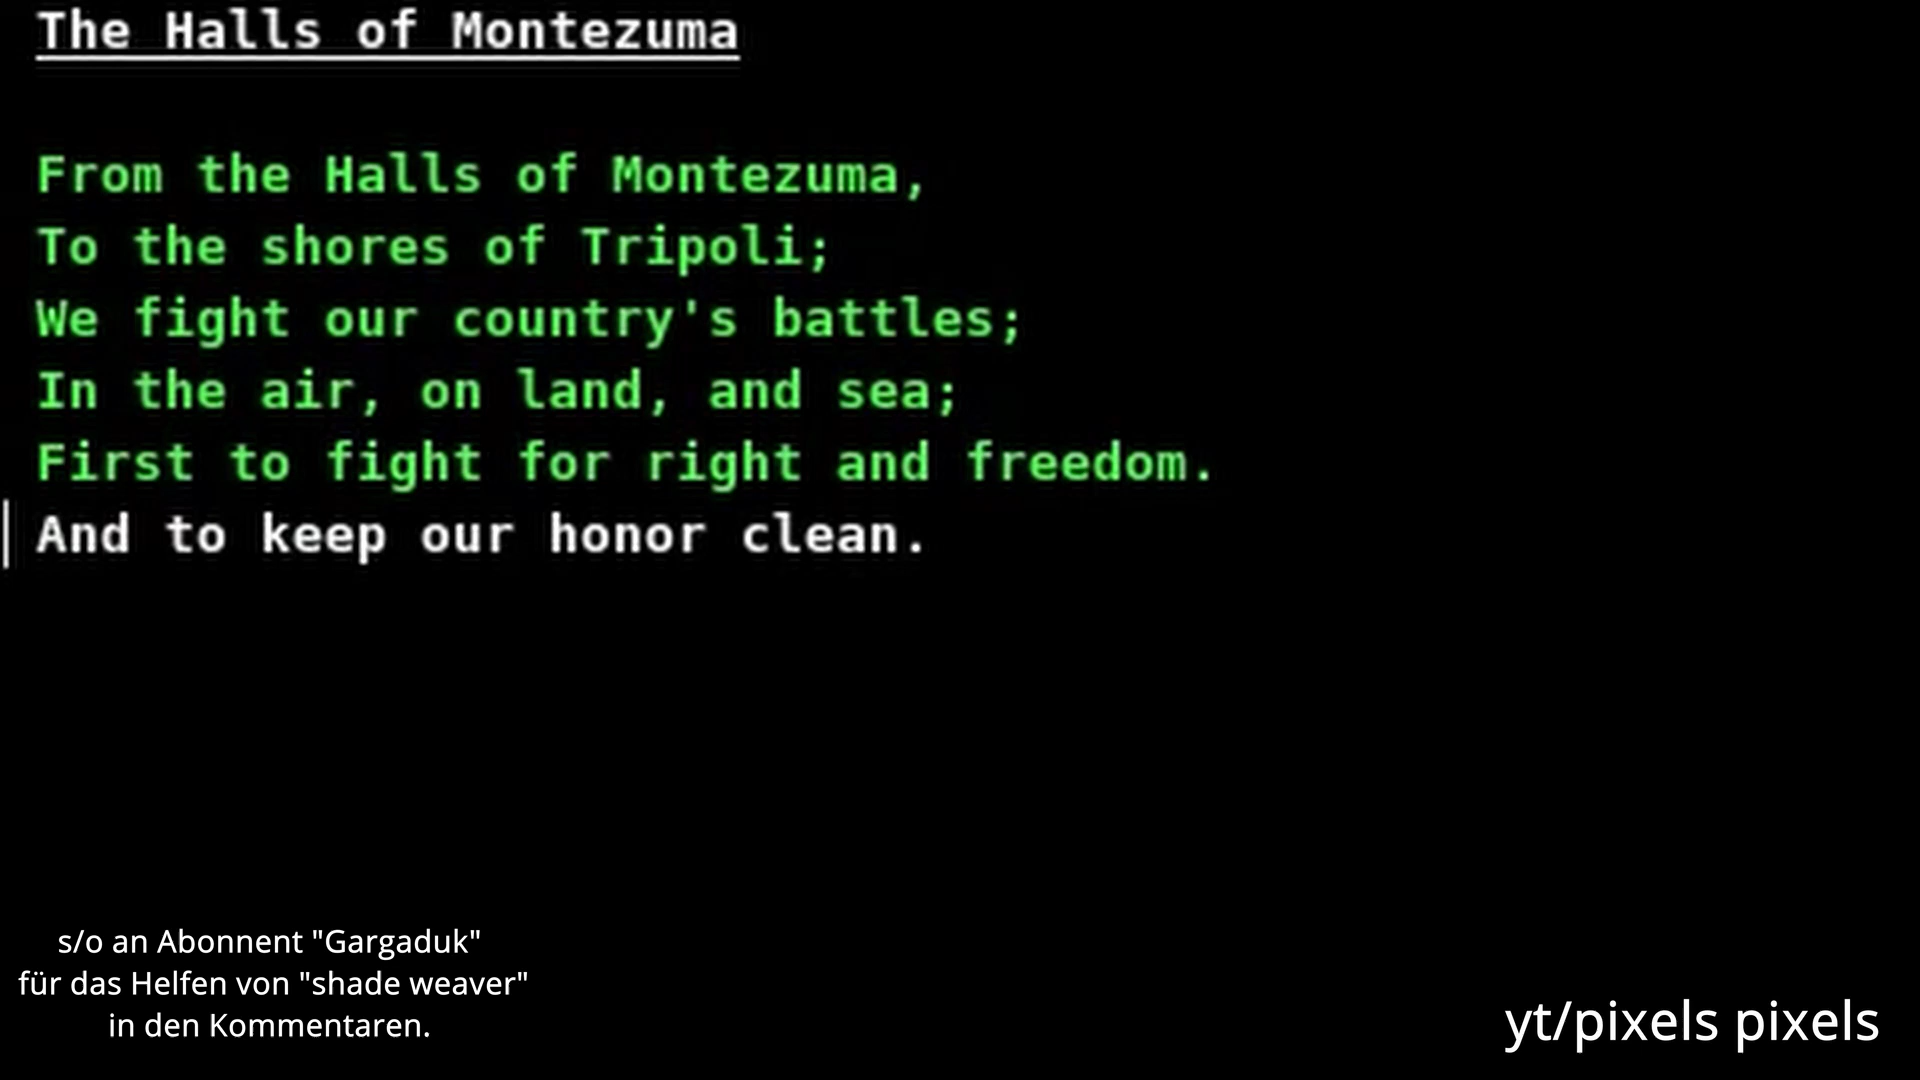 The Halls of Montezuma
From the Halls of Montezuma,
To the shores of Tripoli;
We fight our country's battles;
In the air, on land, and sea;
First to fight for right and freedom.
And to keep our honor clean.
s/o an Abonnent "Gargaduk"
für das Helfen von "shade weaver"
in den Kommentaren.
yt/pixels pixels